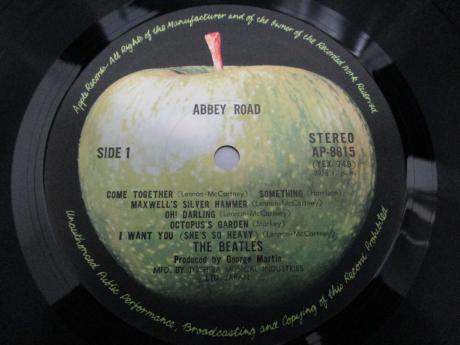 Apple Records-All Rights of the Manufacturer and of the Owner of the Recorded Work Reserved
ABBEY ROAD
SIDE 1
STEREO
AP-8815
(YEX 749)
COME TOGETHER (Lennon-McCartney) SOMETHING (Harrison)
MAXWELL'S SILVER HAMMER (Lennon-McCartney)
OH! DARLING (Lennon-McCartney)
OCTOPUS'S GARDEN (Starkey)
I WANT YOU (SHE'S SO HEAVY) (Lennon-McCartney)
THE BEATLES
Produced by George Martin
MFD. BY TOSHIBA MUSICAL INDUSTRIES
LTD. JAPAN
Unauthorised Public Performance, Broadcasting and Copying of this Record Prohibited